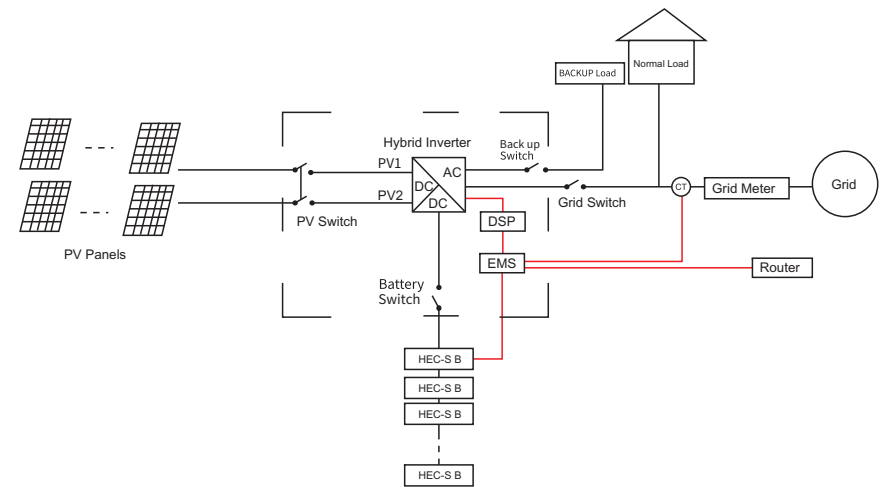 BACKUP Load
Normal Load
Hybrid Inverter
Back up
Switch
PV1
AC
DC
DC
PV2
PV Switch
Grid Switch
CT
Grid Meter
Grid
DSP
PV Panels
EMS
Router
Battery
Switch
HEC-S B
HEC-S B
HEC-S B
HEC-S B